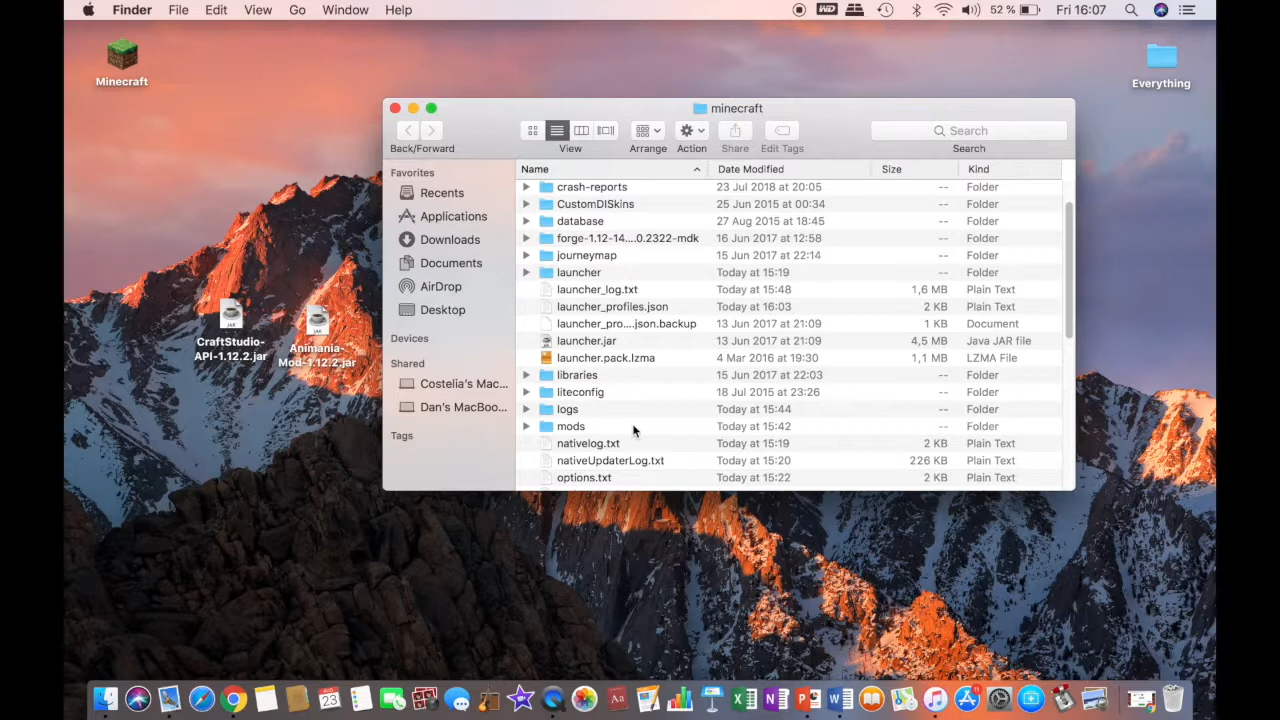 Finder File Edit View Go Window Help WD 52 % Fri 16:07
Minecraft
Everything
minecraft
Search
Back/Forward View Arrange Action Share Edit Tags Search
Favorites
Recents
Applications
Downloads
Documents
AirDrop
Desktop
Devices
Shared
Costelia's Mac...
Dan's MacBoo...
Tags
Name Date Modified Size Kind
crash-reports 23 Jul 2018 at 20:05 -- Folder
CustomDISkins 25 Jun 2015 at 00:34 -- Folder
database 27 Aug 2015 at 18:45 -- Folder
forge-1.12-14....0.2322-mdk 16 Jun 2017 at 12:58 -- Folder
journeymap 15 Jun 2017 at 22:14 -- Folder
launcher Today at 15:19 -- Folder
launcher_log.txt Today at 15:48 1,6 MB Plain Text
launcher_profiles.json Today at 16:03 2 KB Plain Text
launcher_pro....json.backup 13 Jun 2017 at 21:09 1 KB Document
launcher.jar 13 Jun 2017 at 21:09 4,5 MB Java JAR file
launcher.pack.lzma 4 Mar 2016 at 19:30 1,1 MB LZMA File
libraries 15 Jun 2017 at 22:03 -- Folder
liteconfig 18 Jul 2015 at 23:26 -- Folder
logs Today at 15:44 -- Folder
mods Today at 15:42 -- Folder
nativelog.txt Today at 15:19 2 KB Plain Text
nativeUpdaterLog.txt Today at 15:20 226 KB Plain Text
options.txt Today at 15:22 2 KB Plain Text
JAR
CraftStudio-
API-1.12.2.jar
JAR
Animania-
Mod-1.12.2.jar
23
Aa
X N P W